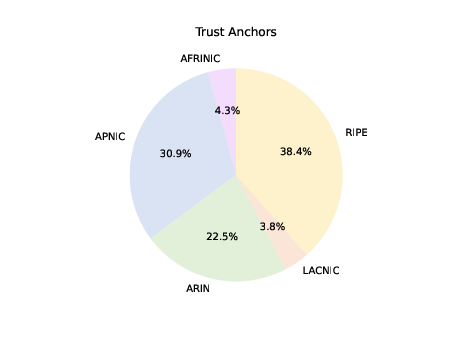 Trust Anchors
AFRINIC
4.3%
RIPE
38.4%
APNIC
30.9%
3.8%
22.5%
LACNIC
ARIN